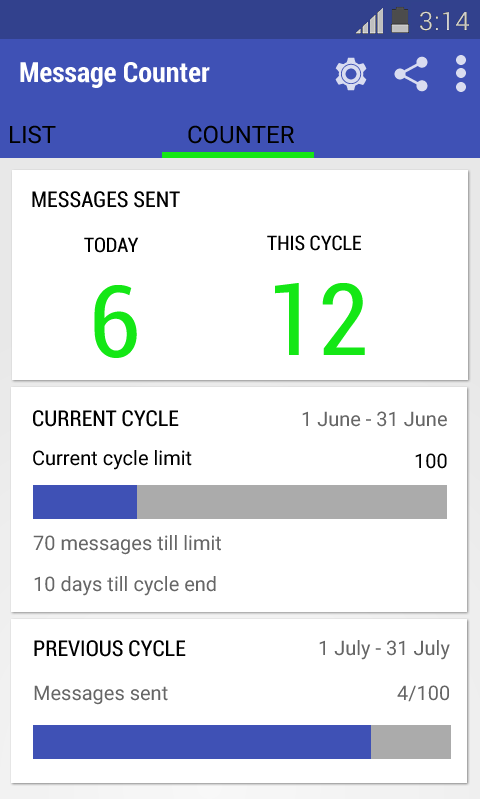 3:14
Message Counter
LIST COUNTER
MESSAGES SENT
TODAY THIS CYCLE
6 12
CURRENT CYCLE 1 June - 31 June
Current cycle limit 100
70 messages till limit
10 days till cycle end
PREVIOUS CYCLE 1 July - 31 July
Messages sent 4/100